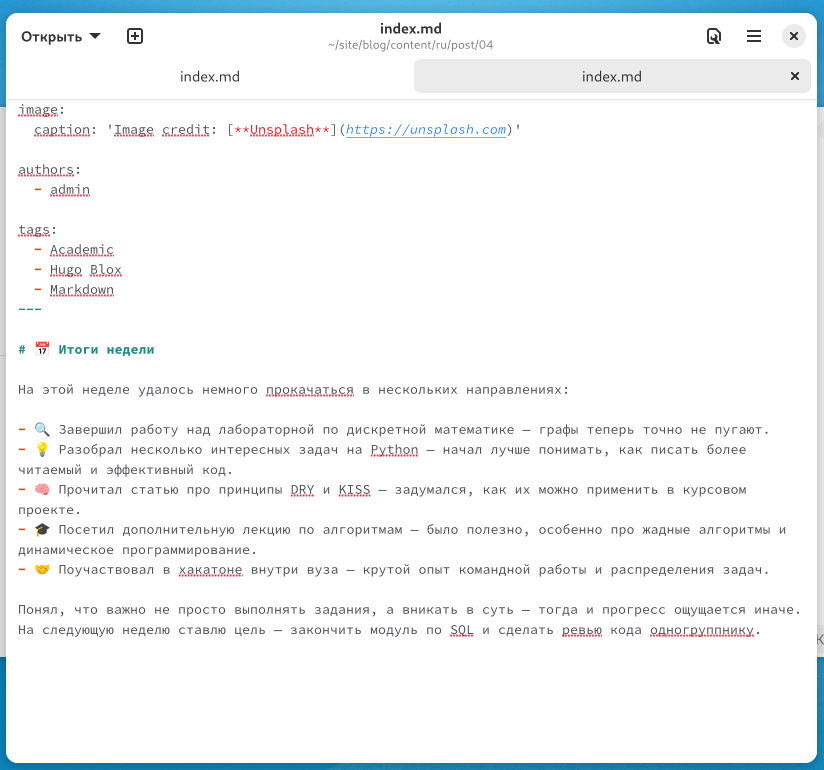 Открыть
index.md
~/site/blog/content/ru/post/04
index.md
index.md
image:
caption: 'Image credit: [**Unsplash**](https://unsplash.com)'
authors:
- admin
tags:
- Academic
- Hugo Blox
- Markdown
---
# 📅 Итоги недели
На этой неделе удалось немного прокачаться в нескольких направлениях:
- 🔍 Завершил работу над лабораторной по дискретной математике — графы теперь точно не пугают.
- 💡 Разобрал несколько интересных задач на Python — начал лучше понимать, как писать более
читаемый и эффективный код.
- 🧠 Прочитал статью про принципы DRY и KISS — задумался, как их можно применить в курсовом
проекте.
- 🎓 Посетил дополнительную лекцию по алгоритмам — было полезно, особенно про жадные алгоритмы и
динамическое программирование.
- 🤝 Поучаствовал в хакатоне внутри вуза — крутой опыт командной работы и распределения задач.
Понял, что важно не просто выполнять задания, а вникать в суть — тогда и прогресс ощущается иначе.
На следующую неделю ставлю цель — закончить модуль по SQL и сделать ревью кода одногруппнику.